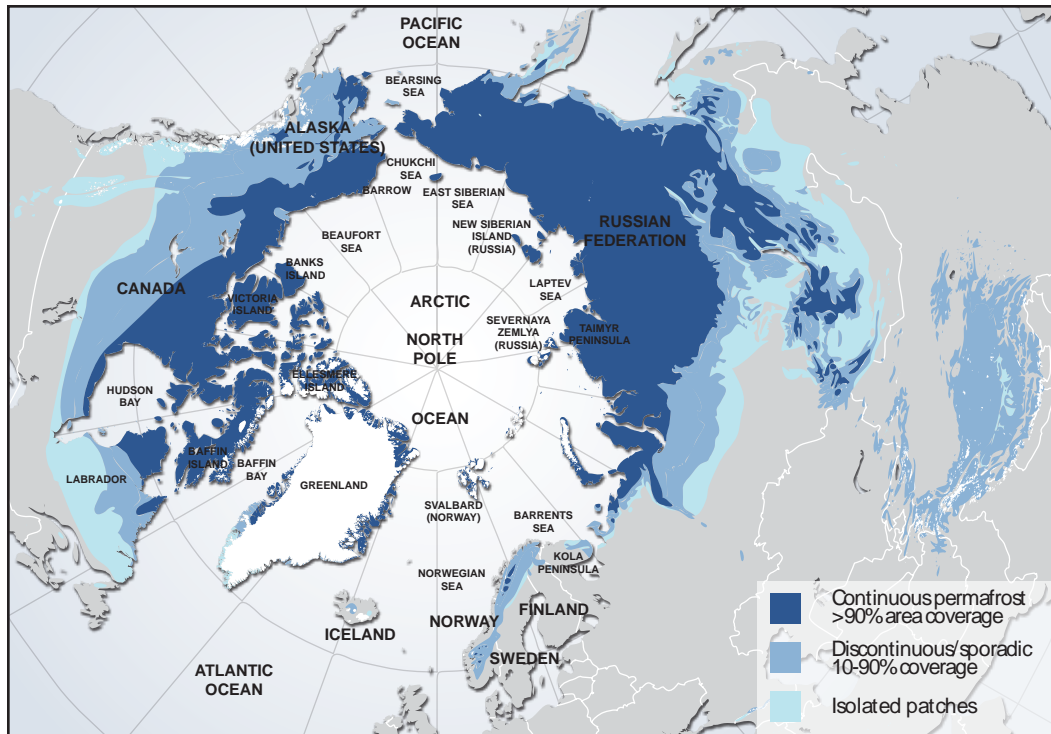 PACIFIC
OCEAN
BEARSING
SEA
ALASKA
(UNITED STATES)
CHUKCHI
SEA
BARROW
EAST SIBERIAN
SEA
NEW SIBERIAN
ISLAND
(RUSSIA)
RUSSIAN
FEDERATION
BEAUFORT
SEA
BANKS
ISLAND
CANADA
VICTORIA
ISLAND
LAPTEV
SEA
ARCTIC
SEVERNAYA
ZEMLYA
(RUSSIA)
TAIMYR
PENINSULA
NORTH
POLE
ELLESMERE
ISLAND
HUDSON
BAY
OCEAN
BAFFIN
ISLAND
BAFFIN
BAY
LABRADOR
GREENLAND
SVALBARD
(NORWAY)
BARRENTS
SEA
KOLA
PENINSULA
NORWEGIAN
SEA
NORWAY
FINLAND
ICELAND
SWEDEN
ATLANTIC
OCEAN
Continuous permafrost
>90% area coverage
Discontinuous/sporadic
10-90% coverage
Isolated patches